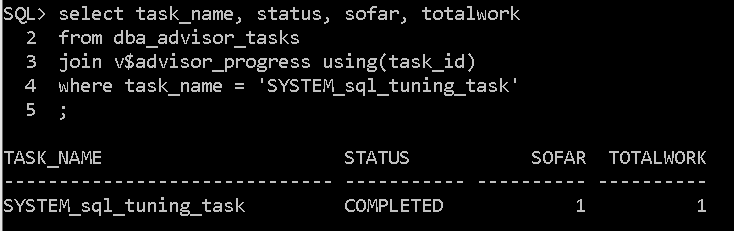 SQL> select task_name, status, sofar, totalwork
  2  from dba_advisor_tasks
  3  join v$advisor_progress using(task_id)
  4  where task_name = 'SYSTEM_sql_tuning_task'
  5  ;
TASK_NAME                      STATUS           SOFAR  TOTALWORK
------------------------------ ----------- ---------- ----------
SYSTEM_sql_tuning_task         COMPLETED            1          1